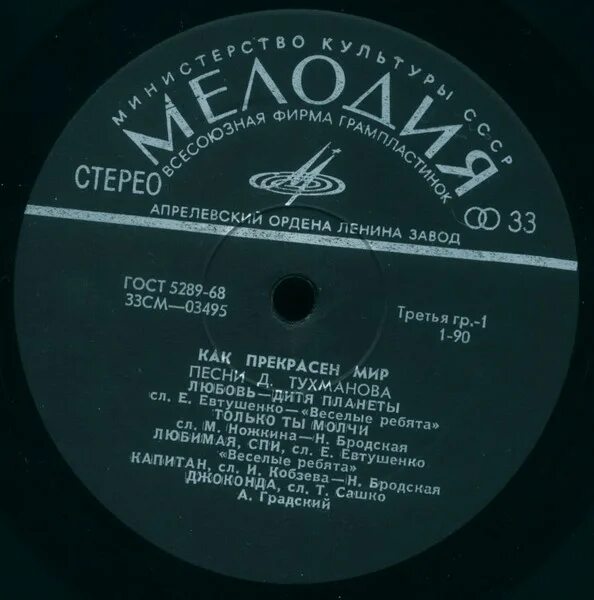 МИНИСТЕРСТВО КУЛЬТУРЫ СССР
МЕЛОДИЯ
ВСЕСОЮЗНАЯ ФИРМА ГРАМПЛАСТИНОК
СТЕРЕО
33
АПРЕЛЕВСКИЙ ОРДЕНА ЛЕНИНА ЗАВОД
ГОСТ 5289-68
33СМ—03495
Третья гр.-1
1-90
КАК ПРЕКРАСЕН МИР
ПЕСНИ Д. ТУХМАНОВА
ЛЮБОВЬ—ДИТЯ ПЛАНЕТЫ
сл. Е. Евтушенко—«Веселые ребята»
ТОЛЬКО ТЫ МОЛЧИ
сл. М. Ножкина—Н. Бродская
ЛЮБИМАЯ, СПИ, сл. Е. Евтушенко
«Веселые ребята»
КАПИТАН, сл. И. Кобзева—Н. Бродская
ДЖОКОНДА, сл. Т. Сашко
А. Градский